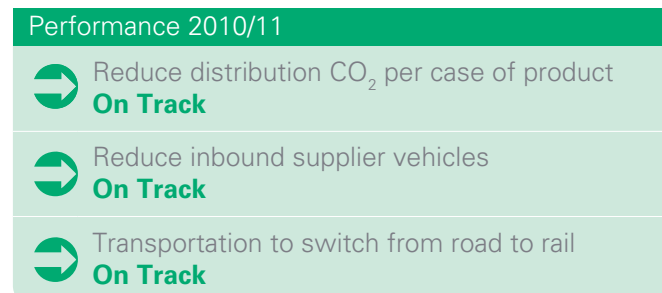 Performance 2010/11
Reduce distribution CO₂ per case of product
On Track
Reduce inbound supplier vehicles
On Track
Transportation to switch from road to rail
On Track